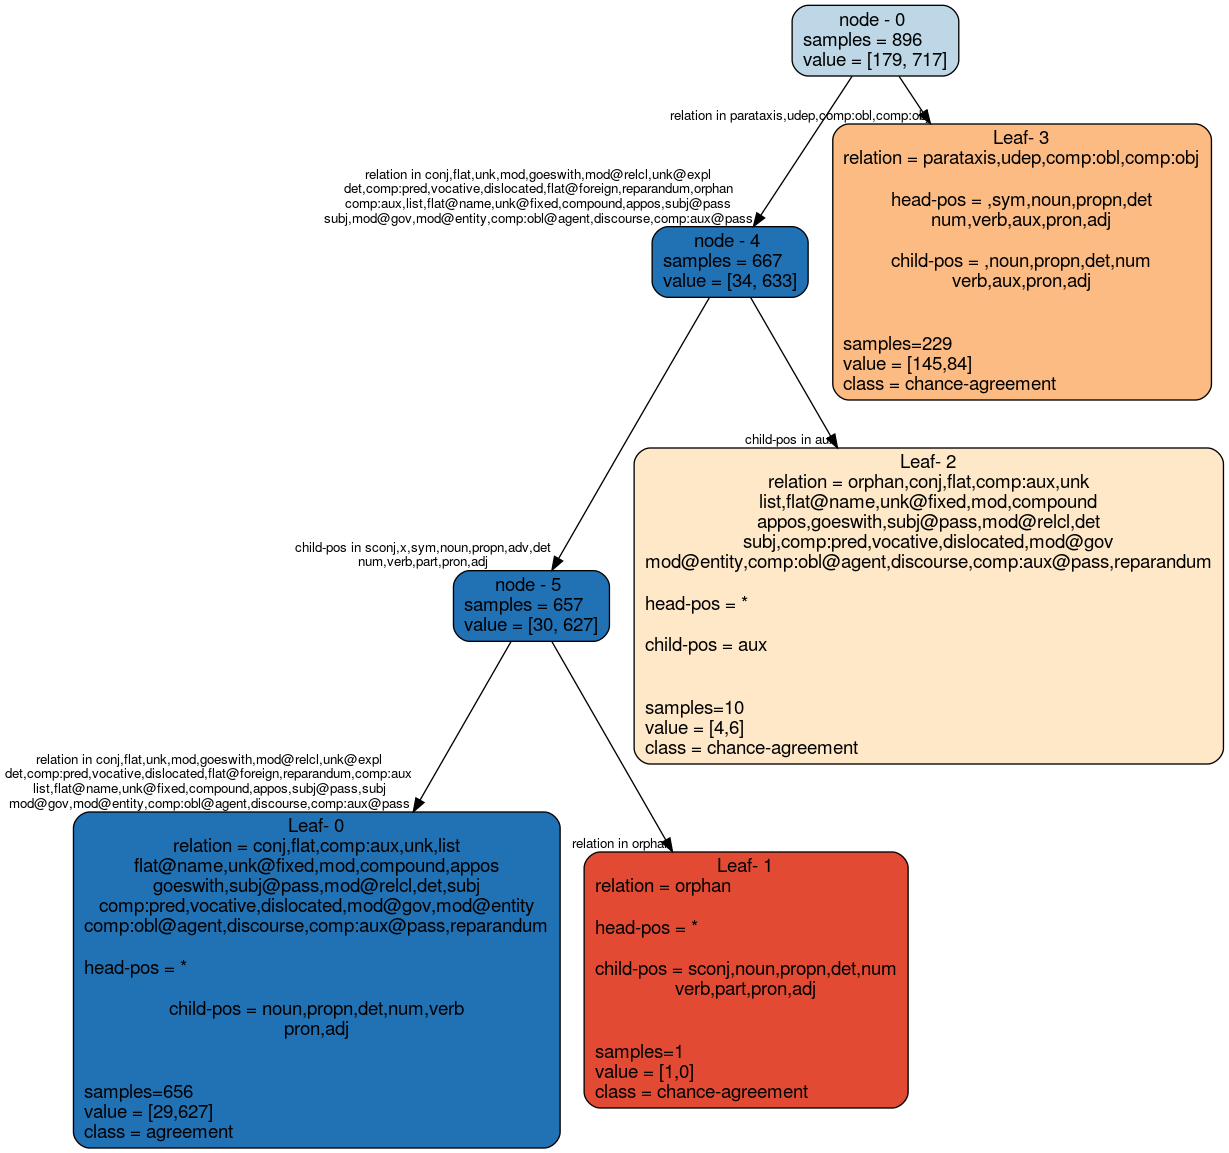 node - 0
samples = 896
value = [179, 717]
relation in parataxis,udep,comp:obl,comp:obj
Leaf- 3
relation = parataxis,udep,comp:obl,comp:obj
head-pos = ,sym,noun,propn,det
num,verb,aux,pron,adj
child-pos = ,noun,propn,det,num
verb,aux,pron,adj
samples=229
value = [145,84]
class = chance-agreement
relation in conj,flat,unk,mod,goeswith,mod@relcl,unk@expl
det,comp:pred,vocative,dislocated,flat@foreign,reparandum,orphan
comp:aux,list,flat@name,unk@fixed,compound,appos,subj@pass
subj,mod@gov,mod@entity,comp:obl@agent,discourse,comp:aux@pass
node - 4
samples = 667
value = [34, 633]
child-pos in aux
Leaf- 2
relation = orphan,conj,flat,comp:aux,unk
list,flat@name,unk@fixed,mod,compound
appos,goeswith,subj@pass,mod@relcl,det
subj,comp:pred,vocative,dislocated,mod@gov
mod@entity,comp:obl@agent,discourse,comp:aux@pass,reparandum
head-pos = *
child-pos = aux
samples=10
value = [4,6]
class = chance-agreement
child-pos in sconj,x,sym,noun,propn,adv,det
num,verb,part,pron,adj
node - 5
samples = 657
value = [30, 627]
relation in conj,flat,unk,mod,goeswith,mod@relcl,unk@expl
det,comp:pred,vocative,dislocated,flat@foreign,reparandum,comp:aux
list,flat@name,unk@fixed,compound,appos,subj@pass,subj
mod@gov,mod@entity,comp:obl@agent,discourse,comp:aux@pass
Leaf- 0
relation = conj,flat,comp:aux,unk,list
flat@name,unk@fixed,mod,compound,appos
goeswith,subj@pass,mod@relcl,det,subj
comp:pred,vocative,dislocated,mod@gov,mod@entity
comp:obl@agent,discourse,comp:aux@pass,reparandum
head-pos = *
child-pos = noun,propn,det,num,verb
pron,adj
samples=656
value = [29,627]
class = agreement
relation in orphan
Leaf- 1
relation = orphan
head-pos = *
child-pos = sconj,noun,propn,det,num
verb,part,pron,adj
samples=1
value = [1,0]
class = chance-agreement